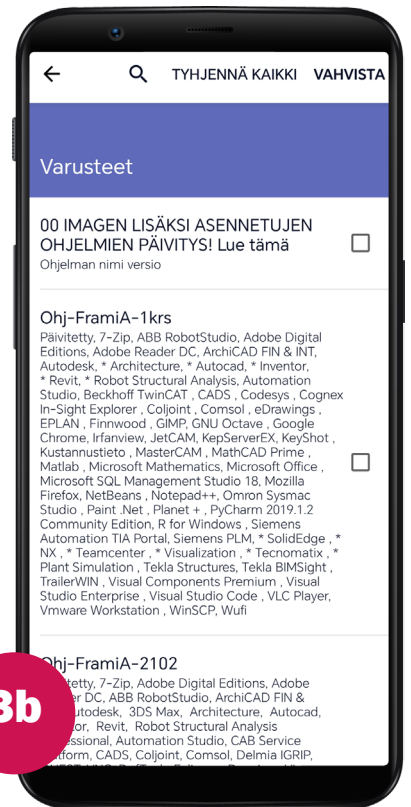 TYHJENNÄ KAIKKI VAHVISTA
Varusteet
00 IMAGEN LISÄKSI ASENNETUJEN
OHJELMIEN PÄIVITYS! Lue tämä
Ohjelman nimi versio
Ohj-FramiA-1krs
Päivitetty, 7-Zip, ABB RobotStudio, Adobe Digital
Editions, Adobe Reader DC, ArchiCAD FIN & INT,
Autodesk, * Architecture, * Autocad, * Inventor,
* Revit, * Robot Structural Analysis, Automation
Studio, Beckhoff TwinCAT , CADS , Codesys , Cognex
In-Sight Explorer , Coljoint , Comsol , eDrawings ,
EPLAN , Finnwood , GIMP, GNU Octave , Google
Chrome, Irfanview, JetCAM, KepServerEX, KeyShot ,
Kustannustieto , MasterCAM , MathCAD Prime ,
Matlab , Microsoft Mathematics, Microsoft Office ,
Microsoft SQL Management Studio 18, Mozilla
Firefox, NetBeans , Notepad++, Omron Sysmac
Studio , Paint .Net , Planet + , PyCharm 2019.1.2
Community Edition, R for Windows , Siemens
Automation TIA Portal, Siemens PLM, * SolidEdge , *
NX , * Teamcenter , * Visualization , * Tecnomatix , *
Plant Simulation , Tekla Structures, Tekla BIMSight ,
TrailerWIN , Visual Components Premium , Visual
Studio Enterprise , Visual Studio Code , VLC Player,
Vmware Workstation , WinSCP, Wufi
Ohj-FramiA-2102
7-Zip, Adobe Digital Editions, Adobe
DC, ABB RobotStudio, ArchiCAD FIN &
3DS Max, Architecture, Autocad,
Revit, Robot Structural Analysis
Automation Studio, CAB Service
CADS, Coljoint, Comsol, Delmia IGRIP,
3b